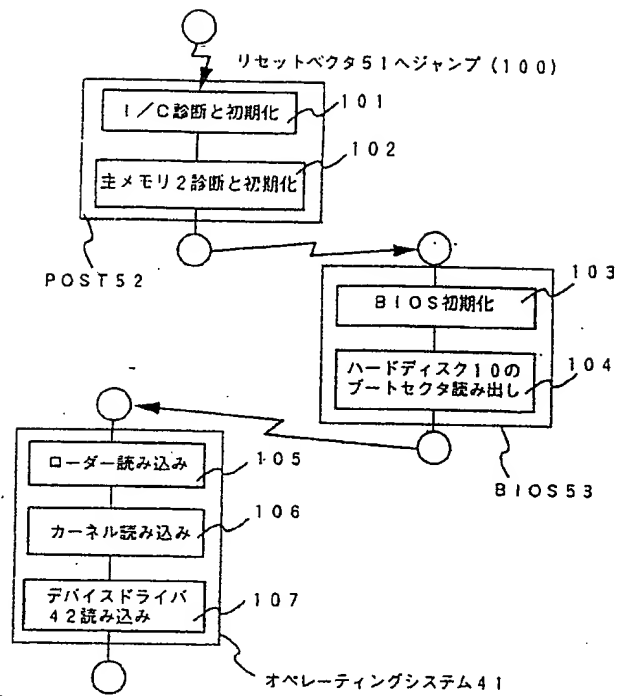 リセットベクタ51へジャンプ(100)
I/C診断と初期化
101
主メモリ2診断と初期化
102
POST52
BIOS初期化
103
ハードディスク10の
ブートセクタ読み出し
104
BIOS53
ローダー読み込み
105
カーネル読み込み
106
デバイスドライバ
42読み込み
107
オペレーティングシステム41